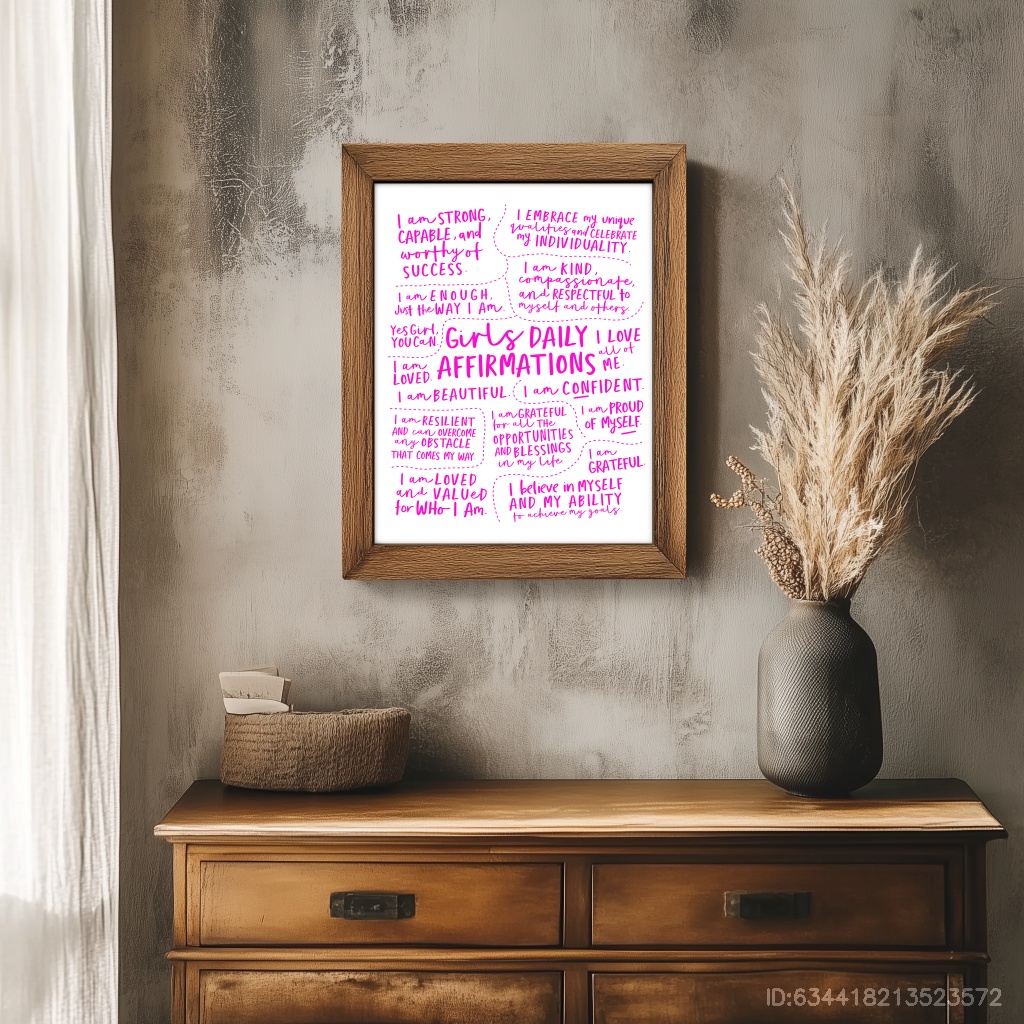 I am STRONG,
CAPABLE, and
worthy of
SUCCESS.
I EMBRACE my unique
qualities and CELEBRATE
my INDIVIDUALITY.
I am KIND,
compassionate,
and RESPECTFUL to
myself and others.
I am ENOUGH,
Just the WAY I Am.
Yes Girl,
YOU CaN.
Girls DAILY
AFFIRMATIONS
I LOVE
all of
ME.
I am
LOVED.
I am BEAUTIFUL.
I am CONFIDENT.
I am RESILIENT
AND can OVERCOME
any OBSTACLE
THAT COMES MY WAY.
I am GRATEFUL
for all THE
OPPORTUNITIES
AND BLESSINGS
in my life.
I am PROUD
OF MySELF.
I am
GRATEFUL.
I am LOVED
and VALUeD
for WHo I Am.
I believe in MYSELF
AND MY ABILITY
to achieve my goals
ID:634418213523572